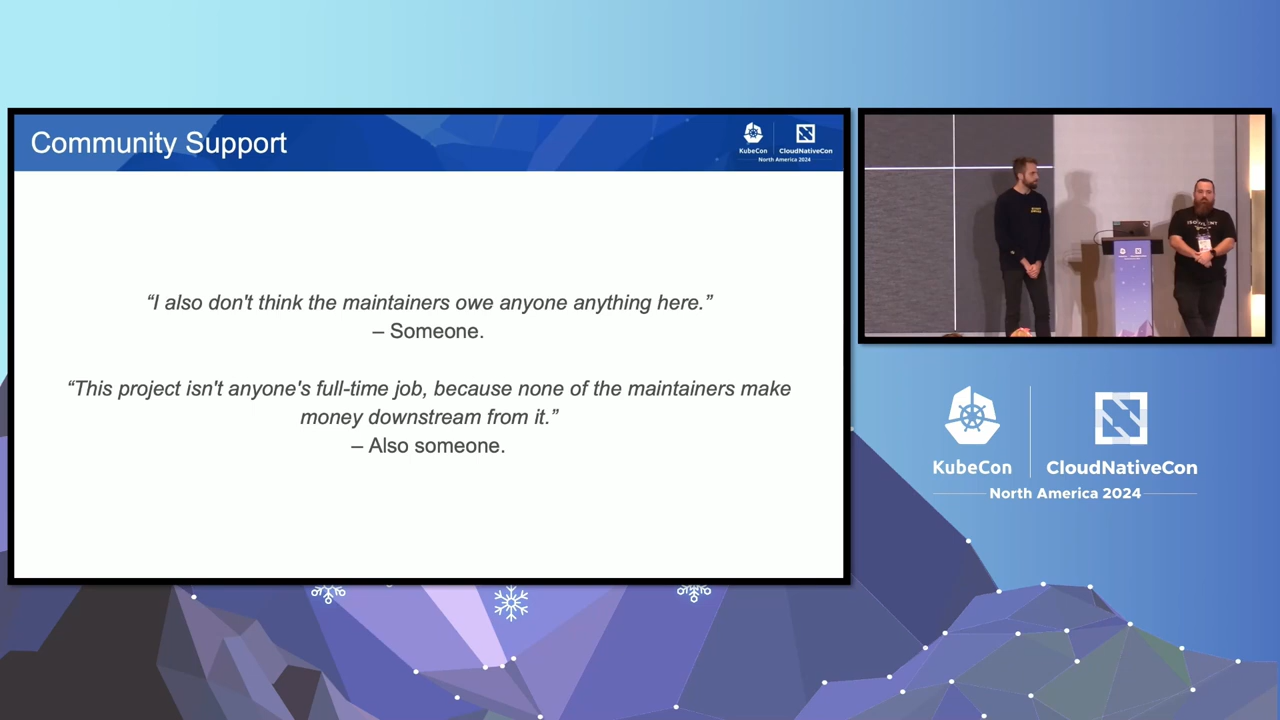 Community Support
KubeCon
CloudNativeCon
North America 2024
“I also don't think the maintainers owe anyone anything here.”
– Someone.
“This project isn't anyone's full-time job, because none of the maintainers make
money downstream from it.”
– Also someone.
KubeCon
CloudNativeCon
North America 2024